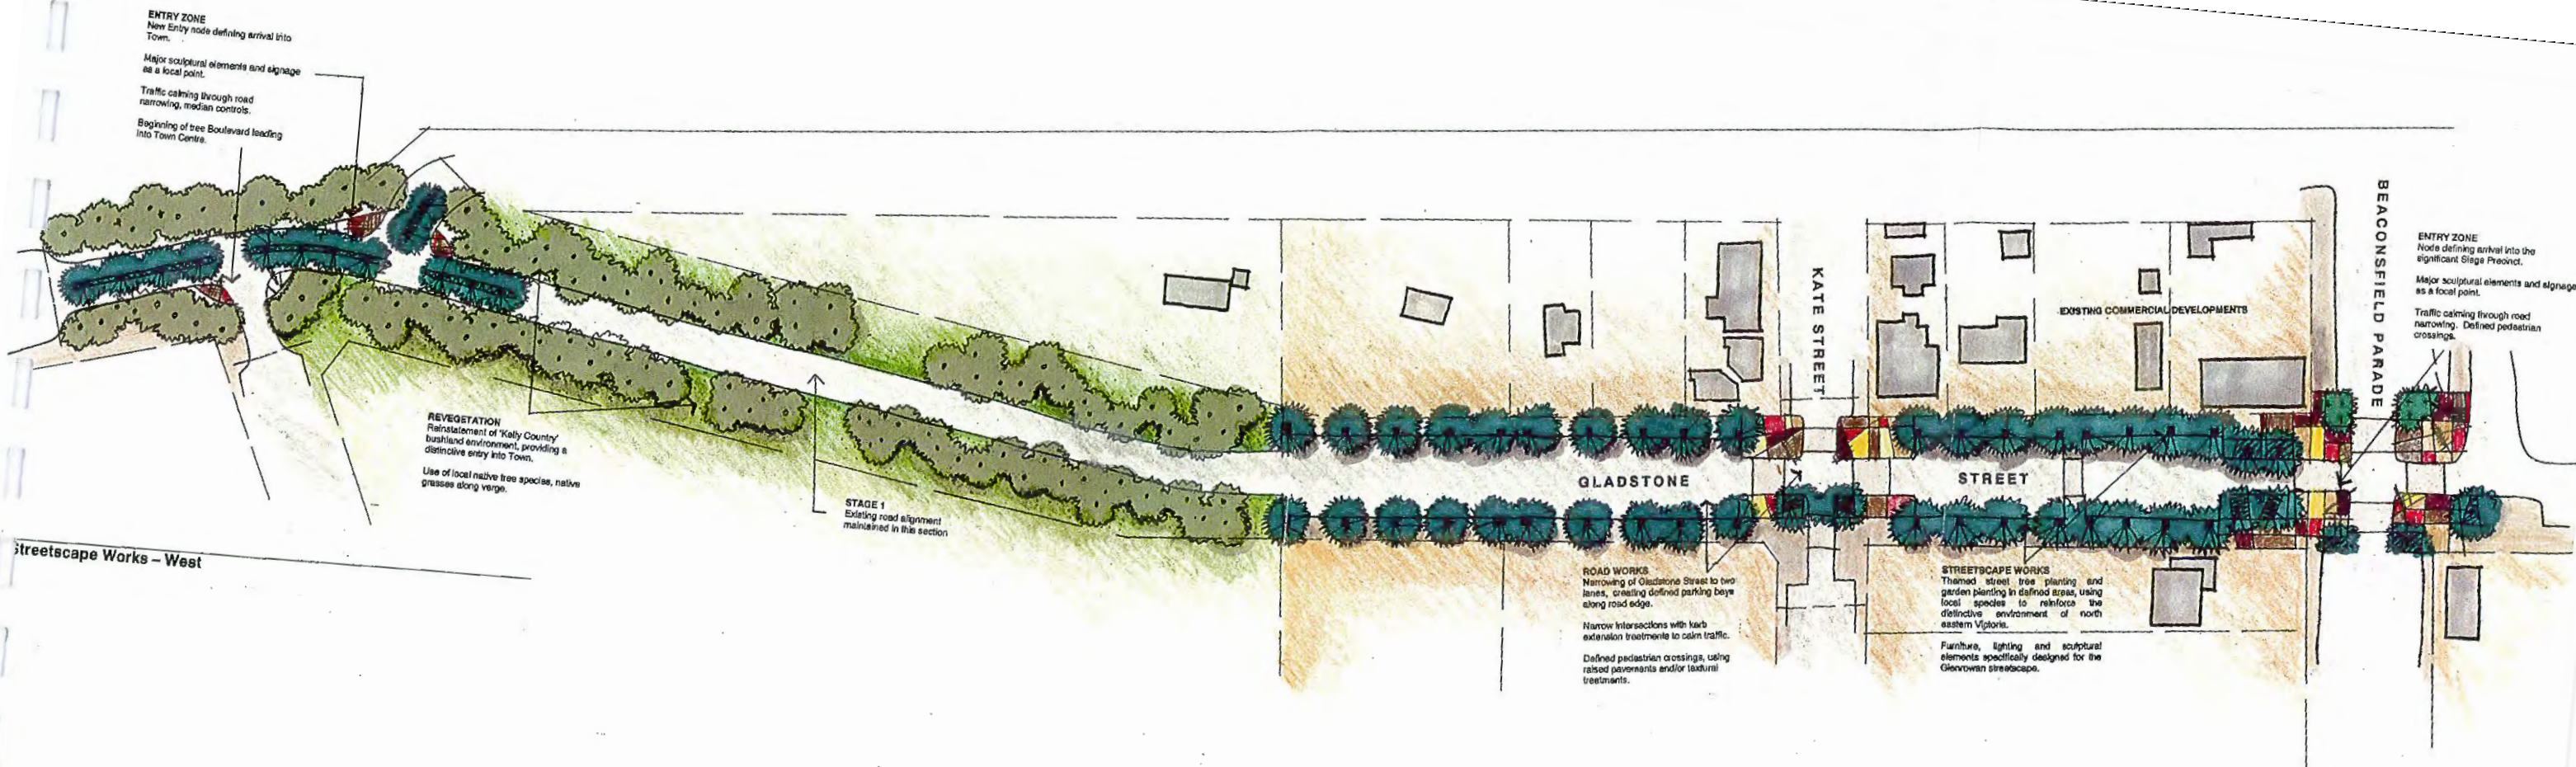 ENTRY ZONE
New Entry node defining arrival into
Town.
Major sculptural elements and signage
as a focal point.
Traffic calming through road
narrowing, median controls.
Beginning of tree Boulevard leading
into Town Centre.
REVEGETATION
Reinstatement of 'Kelly Country'
bushland environment, providing a
distinctive entry into Town.
Use of local native tree species, native
grasses along verge.
STAGE 1
Existing road alignment
maintained in this section
Streetscape Works – West
GLADSTONE STREET
KATE STREET
EXISTING COMMERCIAL DEVELOPMENTS
BEACONSFIELD PARADE
ROAD WORKS
Narrowing of Gladstone Street to two
lanes, creating defined parking bays
along road edge.
Narrow intersections with kerb
extension treatments to calm traffic.
Defined pedestrian crossings, using
raised pavements and/or textural
treatments.
STREETSCAPE WORKS
Themed street tree planting and
garden planting in defined areas, using
local species to reinforce the
distinctive environment of north
eastern Victoria.
Furniture, lighting and sculptural
elements specifically designed for the
Glenrowan streetscape.
ENTRY ZONE
Node defining arrival into the
significant Siege Precinct.
Major sculptural elements and signage
as a focal point.
Traffic calming through road
narrowing. Defined pedestrian
crossings.